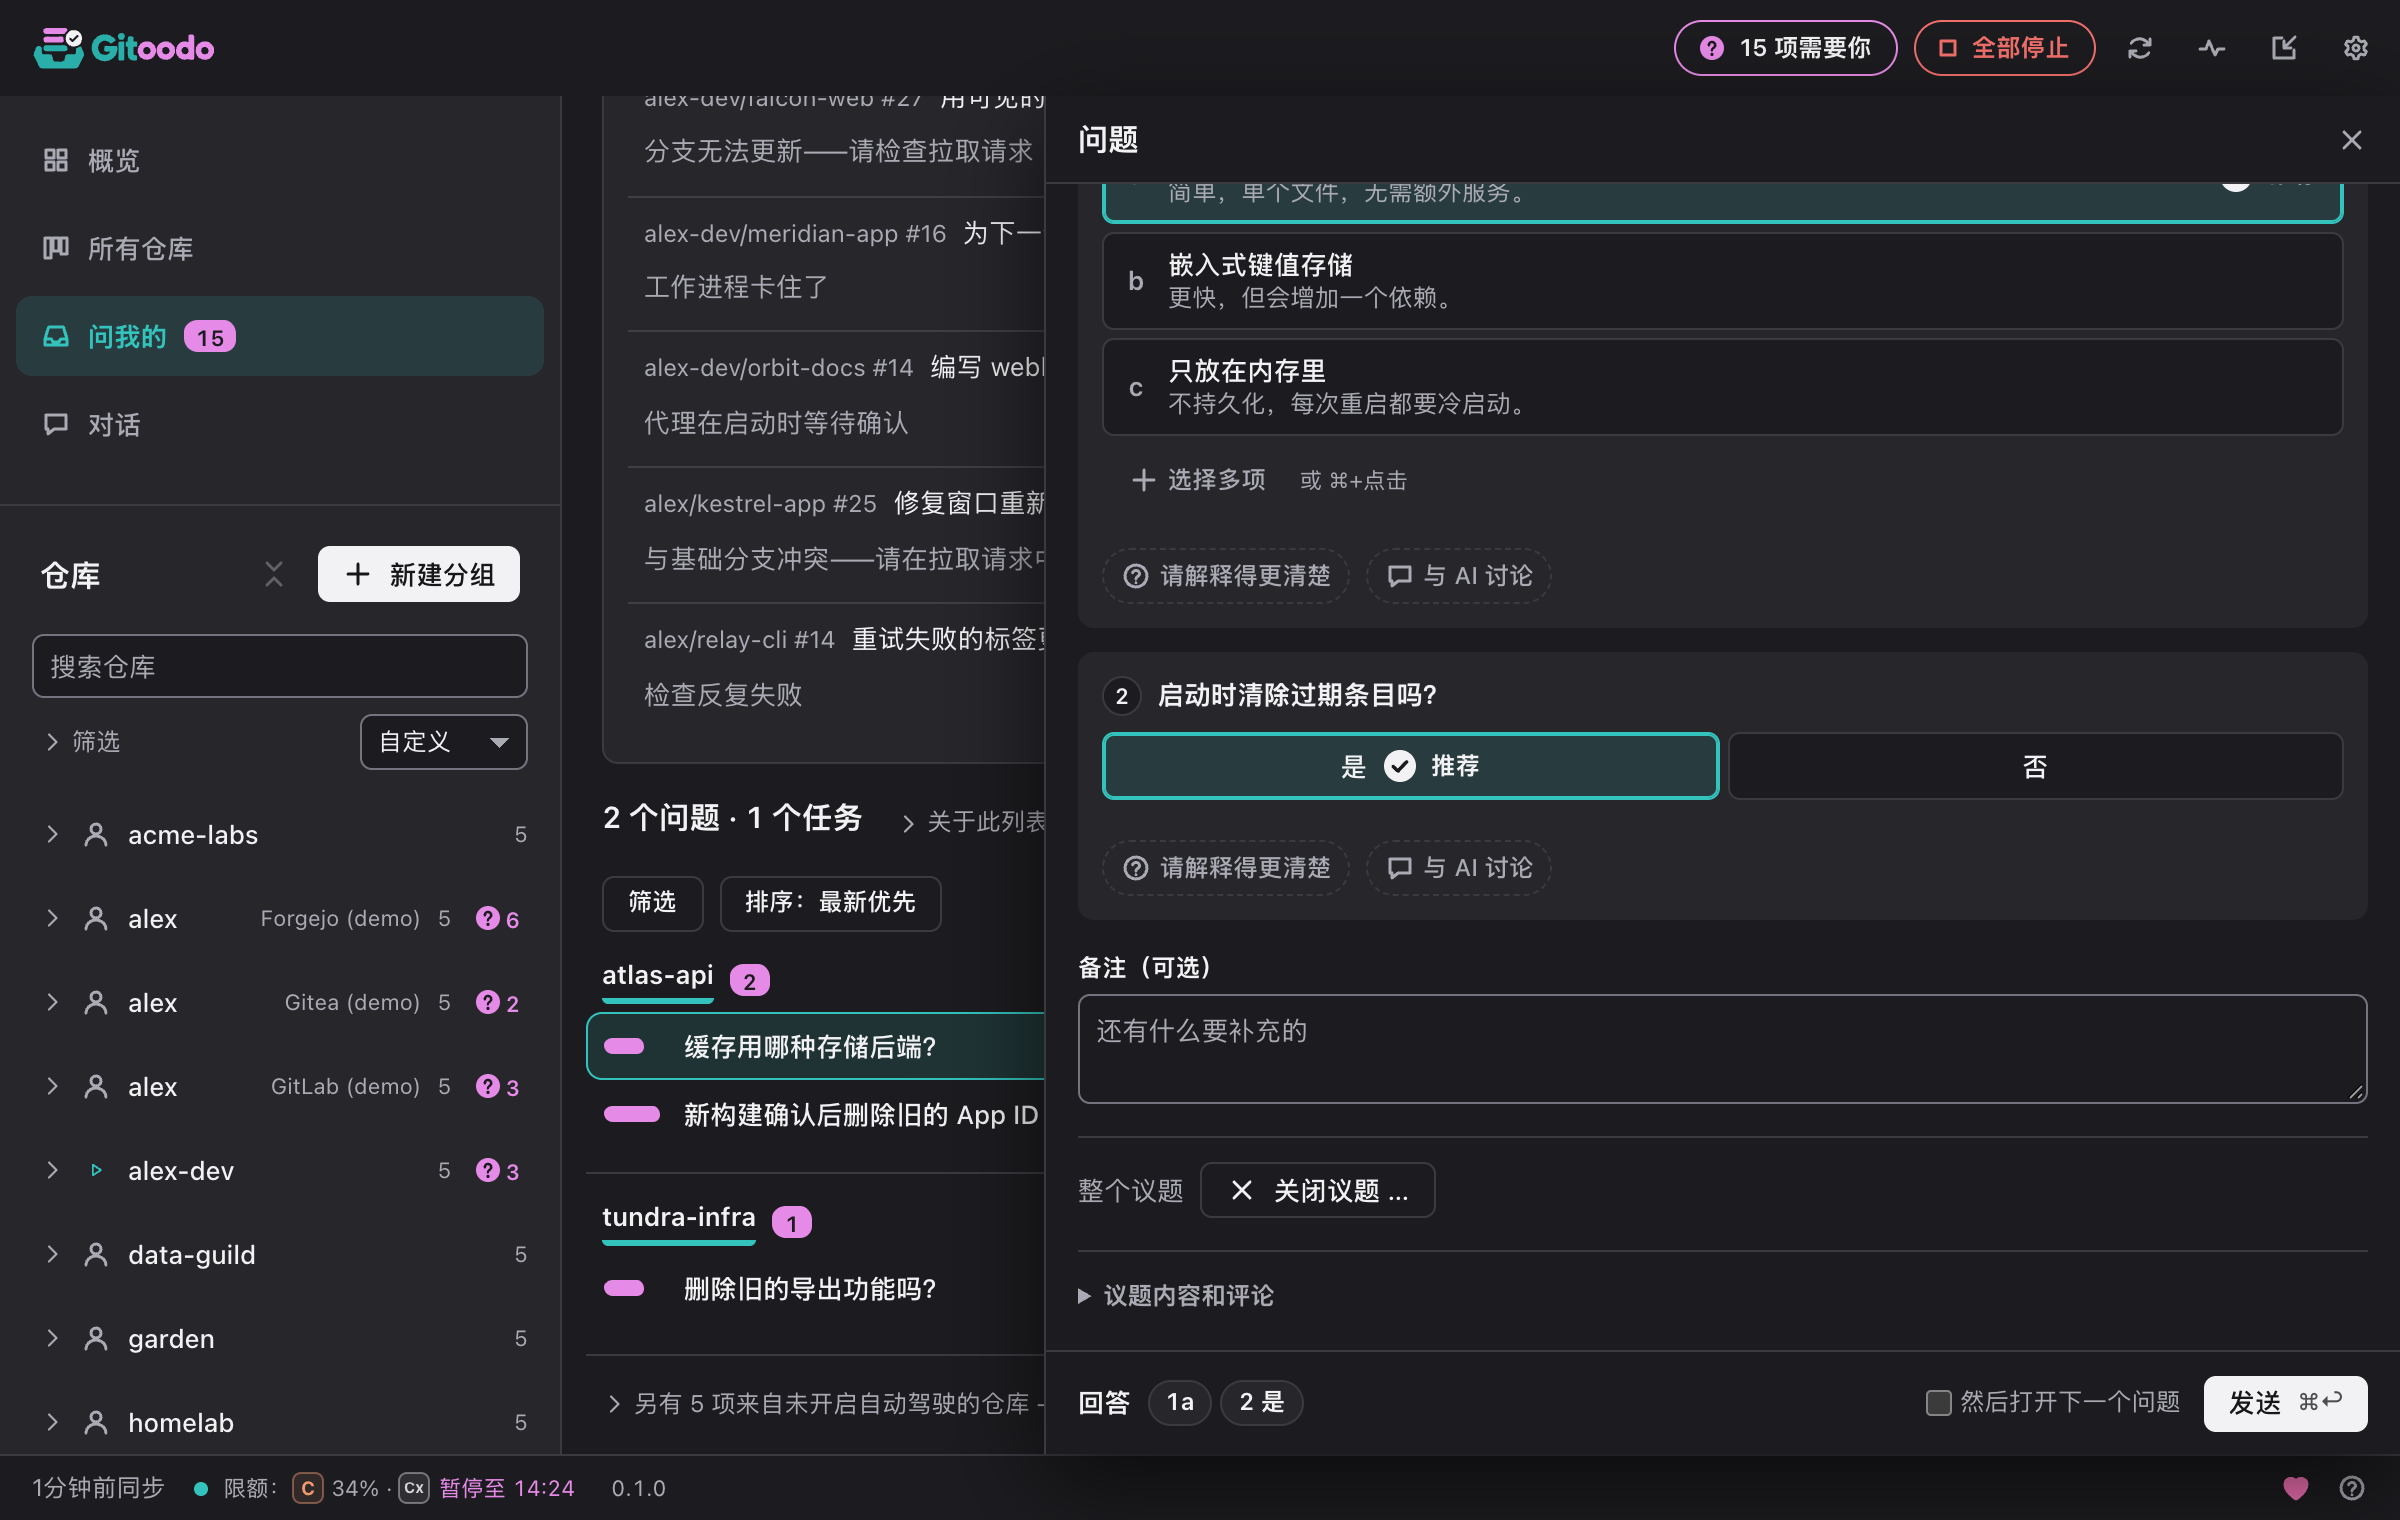 Gitoodo
15 项需要你
全部停止
概览
所有仓库
问我的 15
对话
仓库
新建分组
搜索仓库
筛选
自定义
acme-labs 5
alex Forgejo (demo) 5 ? 6
alex Gitea (demo) 5 ? 2
alex GitLab (demo) 5 ? 3
alex-dev 5 ? 3
data-guild 5
garden 5
homelab 5
alex-dev/falcon-web #27 用可见的
分支无法更新——请检查拉取请求
alex-dev/meridian-app #16 为下一
工作进程卡住了
alex-dev/orbit-docs #14 编写 webl
代理在启动时等待确认
alex/kestrel-app #25 修复窗口重新
与基础分支冲突——请在拉取请求中
alex/relay-cli #14 重试失败的标签
检查反复失败
2 个问题 · 1 个任务
关于此列表
筛选
排序：最新优先
atlas-api 2
缓存用哪种存储后端?
新构建确认后删除旧的 App ID
tundra-infra 1
删除旧的导出功能吗?
另有 5 项来自未开启自动驾驶的仓库 -
问题
简单，单个文件，无需额外服务。
b 嵌入式键值存储
更快，但会增加一个依赖。
c 只放在内存里
不持久化，每次重启都要冷启动。
选择多项 或 ⌘+点击
请解释得更清楚 与 AI 讨论
2 启动时清除过期条目吗?
是 推荐
否
请解释得更清楚 与 AI 讨论
备注（可选）
还有什么要补充的
整个议题 关闭议题 ...
议题内容和评论
回答 1a 2 是
然后打开下一个问题
发送 ⌘↩
1分钟前同步 限额： C 34% · Cx 暂停至 14:24 0.1.0